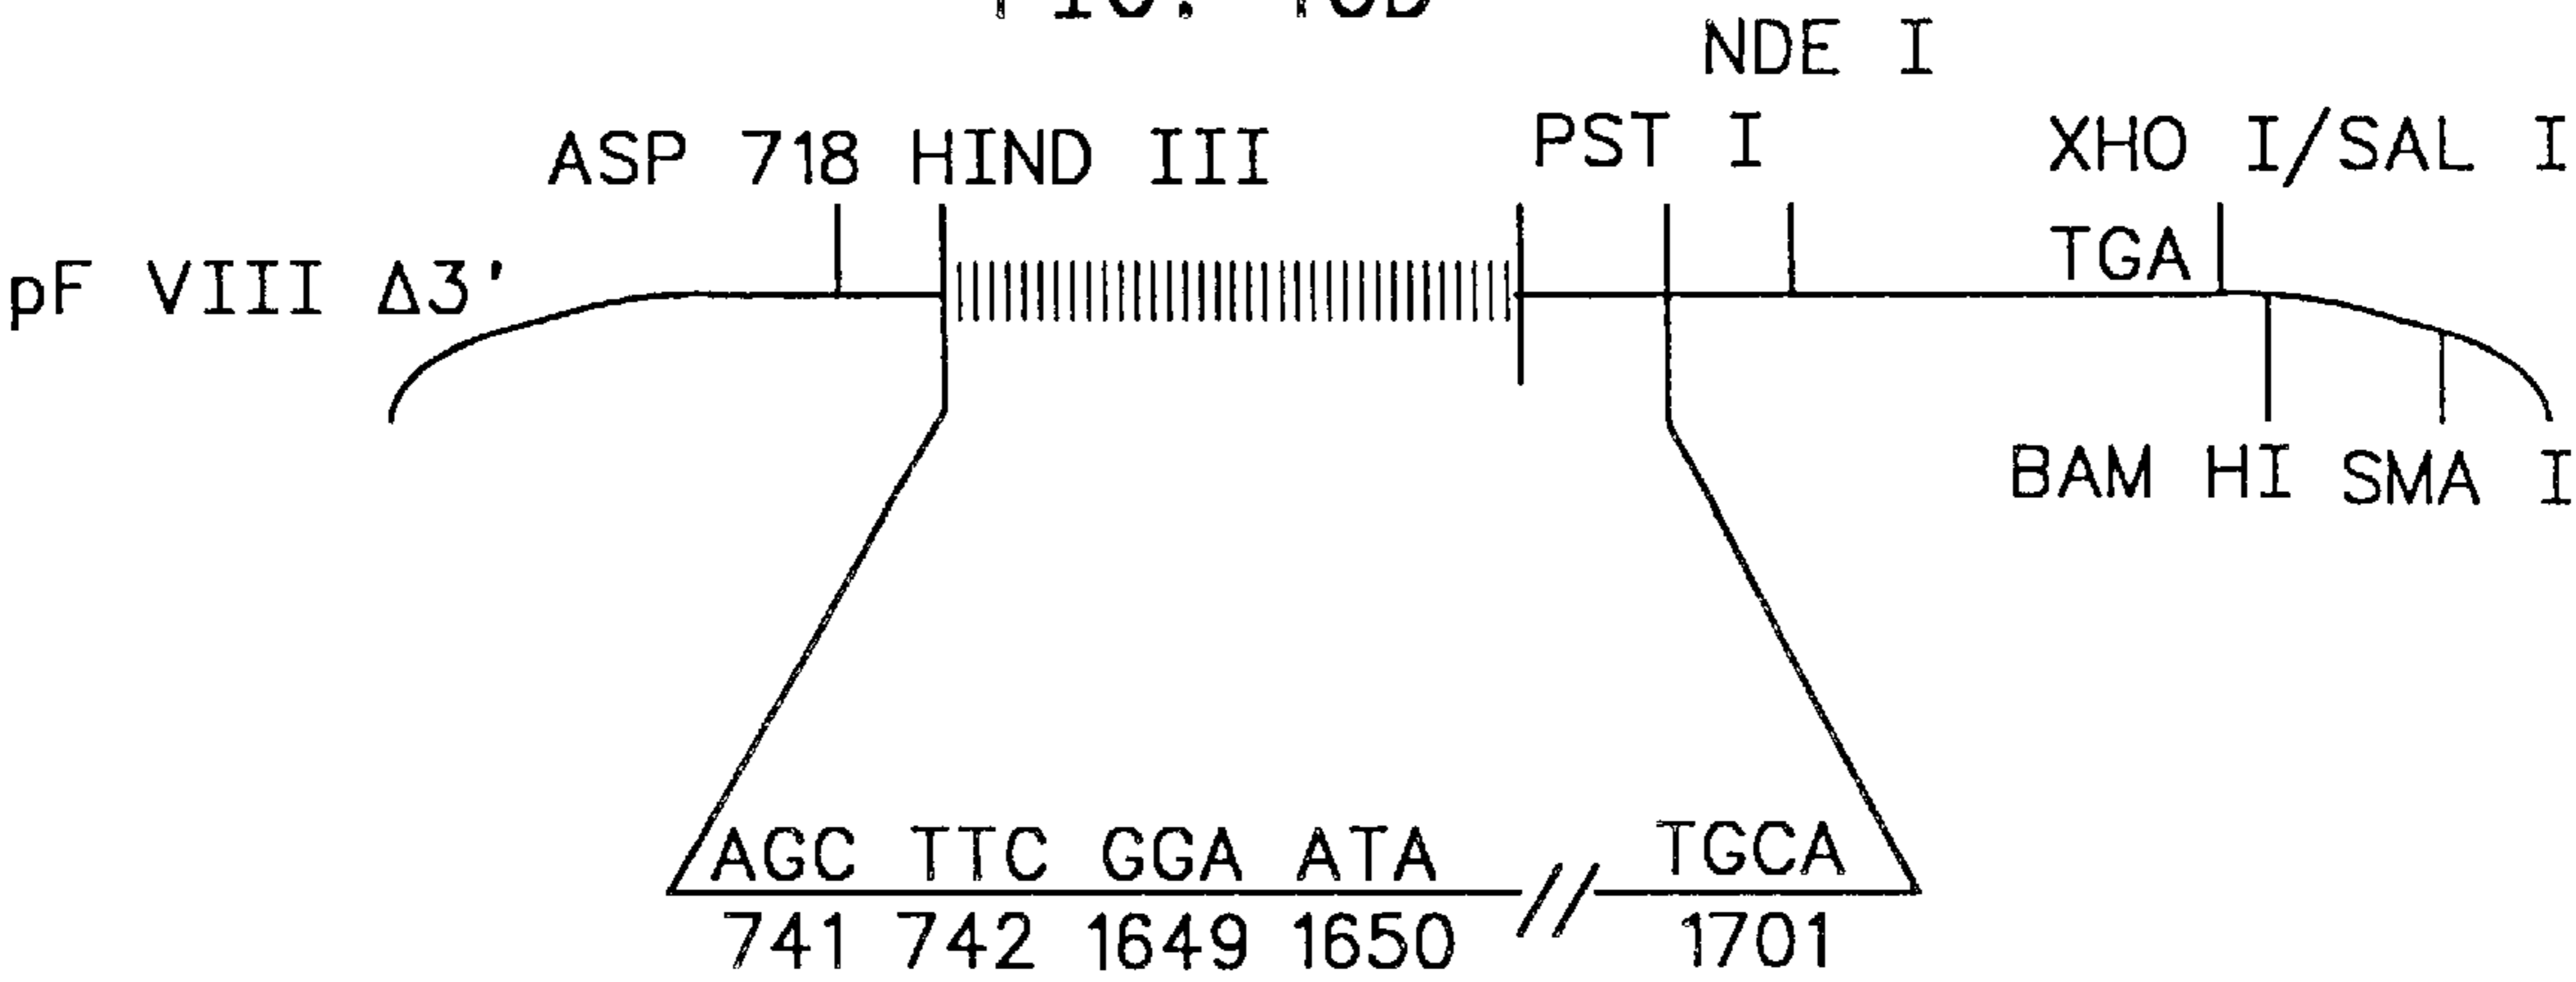 NDE I
ASP 718 HIND III PST I XHO I/SAL I
TGA
pF VIII Δ3'
BAM HI SMA I
AGC TTC GGA ATA // TGCA
741 742 1649 1650 1701